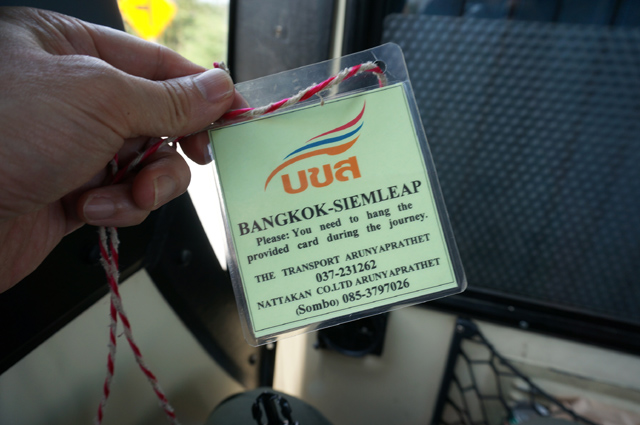 บขส
BANGKOK-SIEMLEAP
Please: You need to hang the
provided card during the journey.
THE TRANSPORT ARUNYAPRATHET
037-231262
NATTAKAN CO.LTD ARUNYAPRATHET
(Sombo) 085-3797026